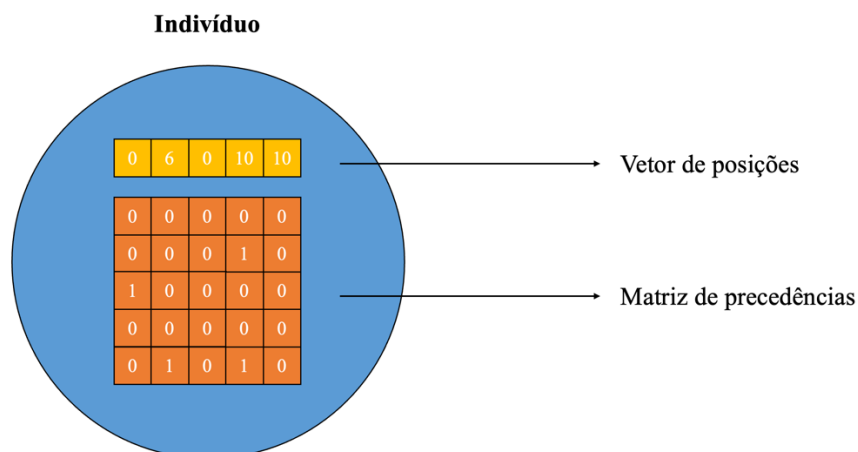 Indivíduo
0 6 0 10 10
Vetor de posições
0 0 0 0 0
0 0 0 1 0
1 0 0 0 0
Matriz de precedências
0 0 0 0 0
0 1 0 1 0